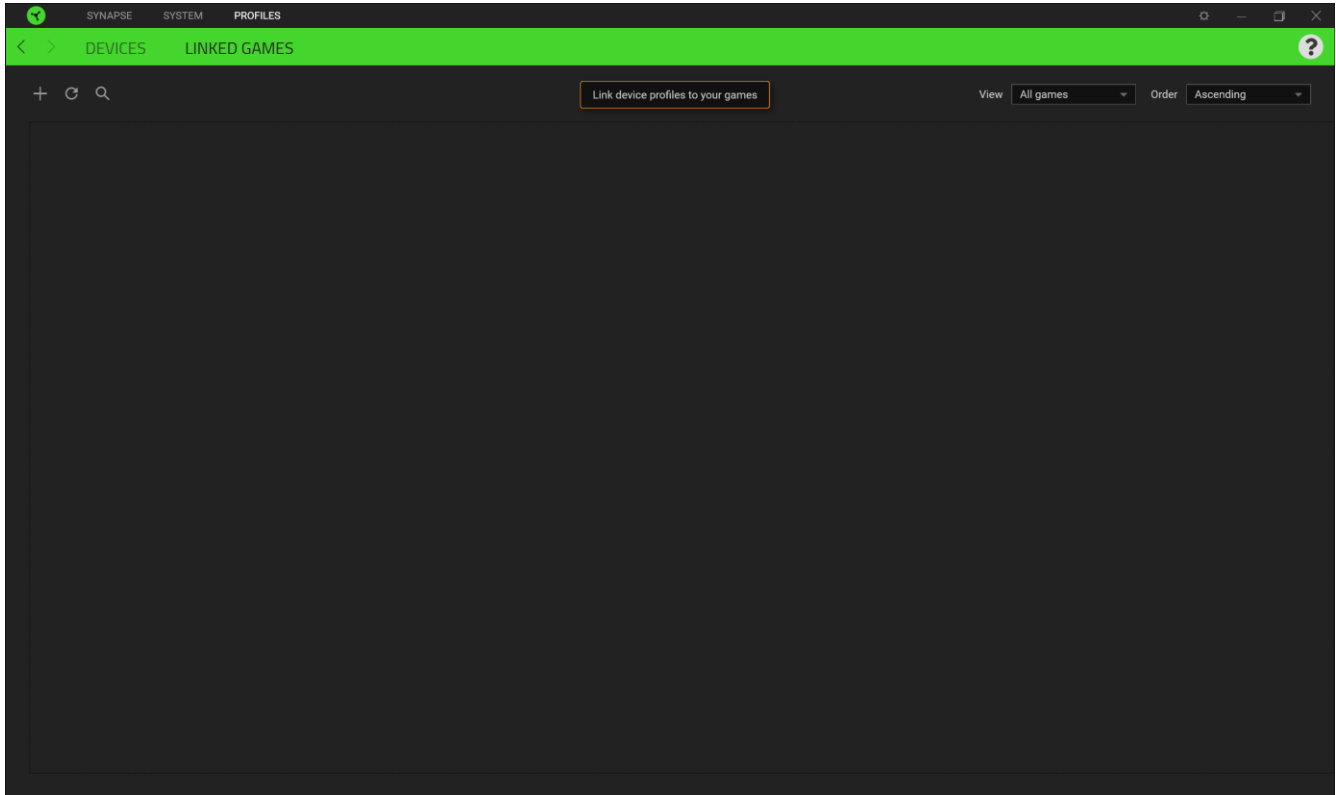 SYNAPSE SYSTEM PROFILES
DEVICES LINKED GAMES ?
Link device profiles to your games View All games Order Ascending